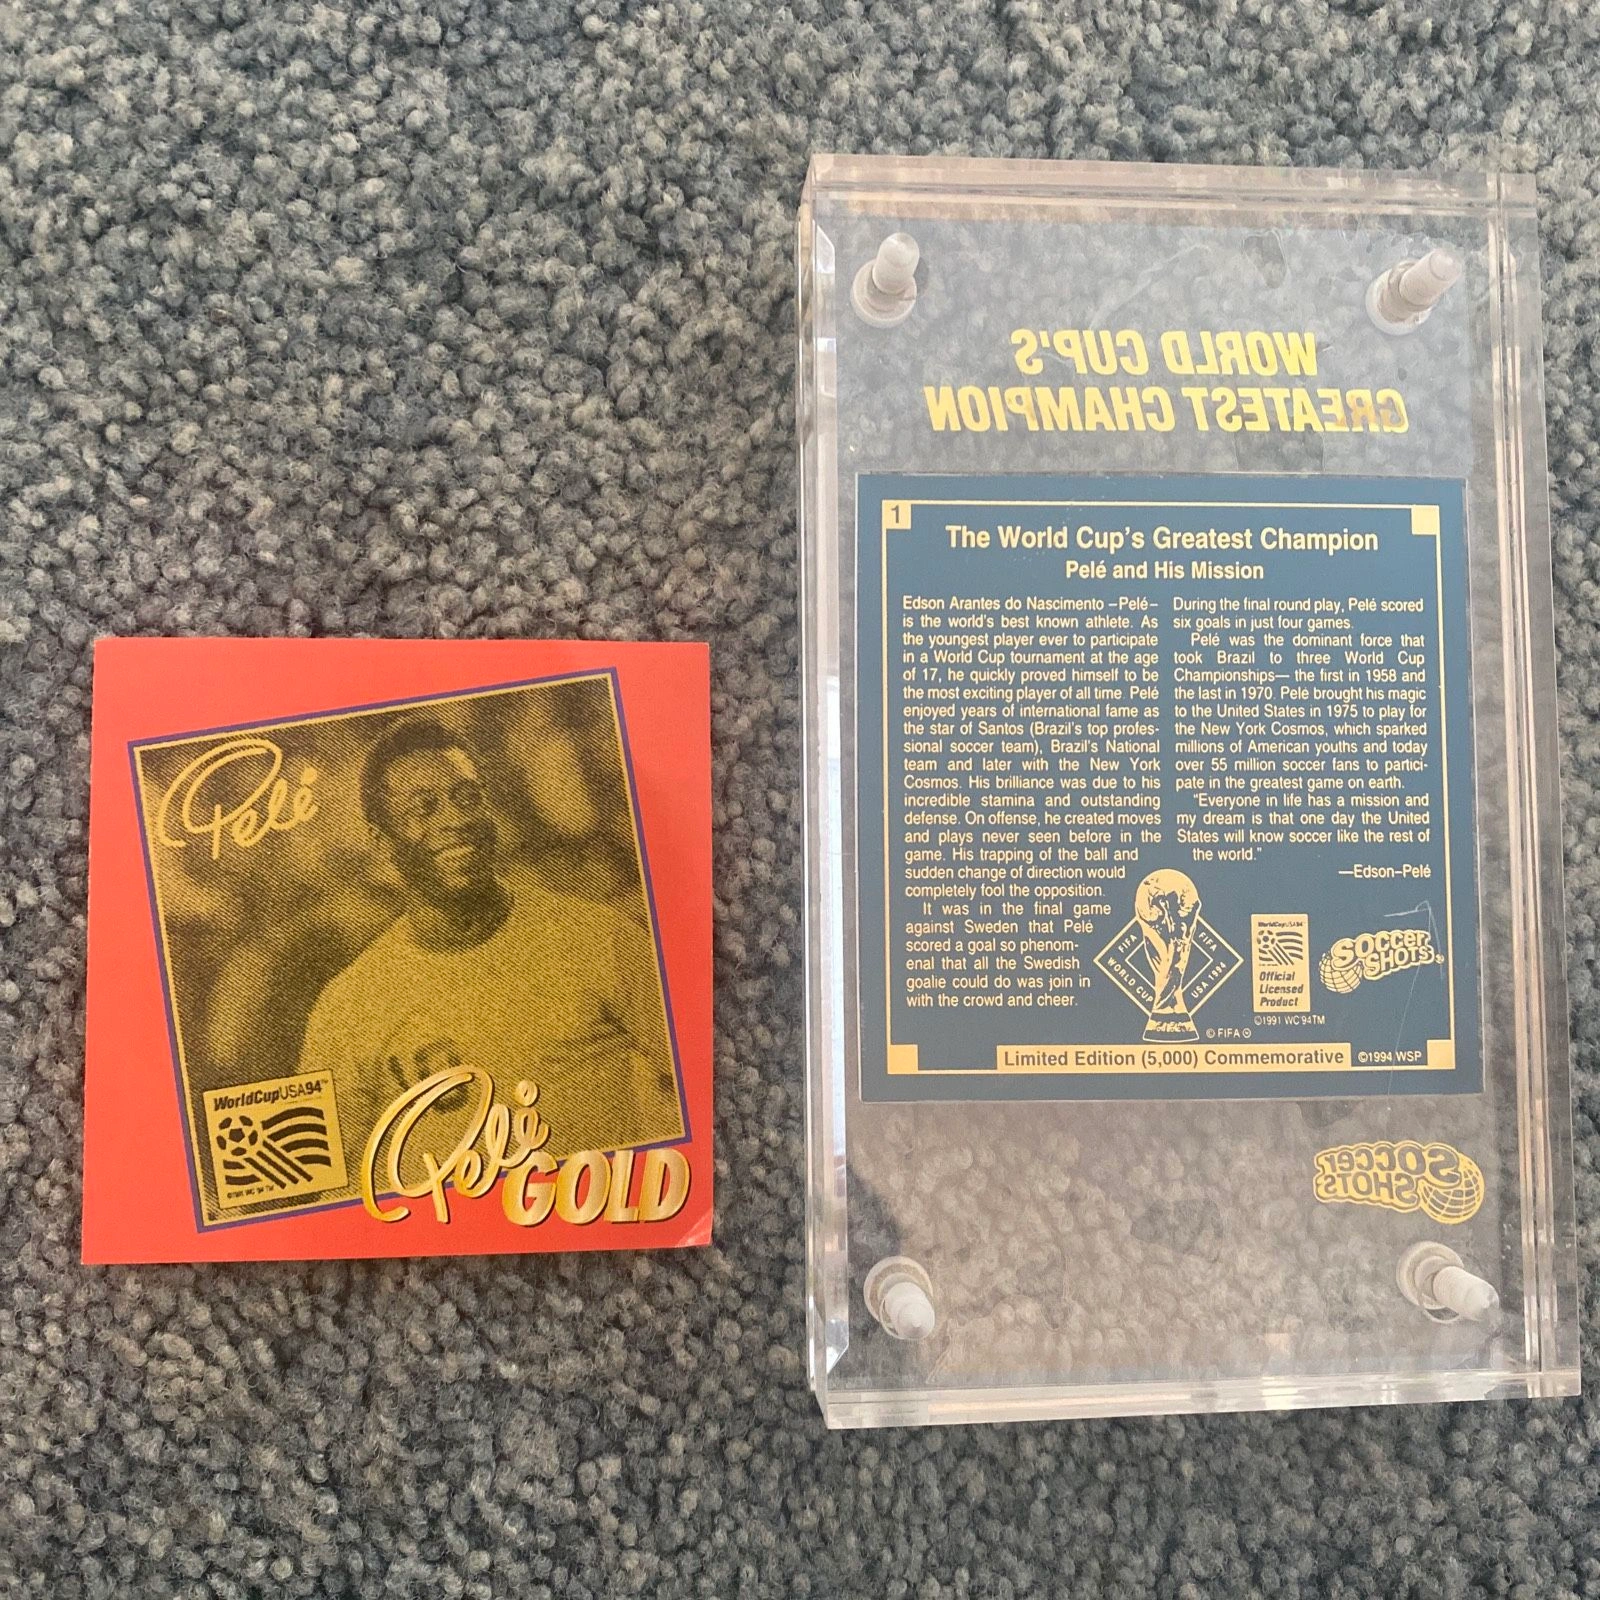 Pelé
WorldCupUSA94™
©1991 WC '94 TM
Pelé
GOLD
WORLD CUP'S
GREATEST CHAMPION
1
The World Cup's Greatest Champion
Pelé and His Mission
Edson Arantes do Nascimento –Pelé–
is the world's best known athlete. As
the youngest player ever to participate
in a World Cup tournament at the age
of 17, he quickly proved himself to be
the most exciting player of all time. Pelé
enjoyed years of international fame as
the star of Santos (Brazil's top profes-
sional soccer team), Brazil's National
team and later with the New York
Cosmos. His brilliance was due to his
incredible stamina and outstanding
defense. On offense, he created moves
and plays never seen before in the
game. His trapping of the ball and
sudden change of direction would
completely fool the opposition.
It was in the final game
against Sweden that Pelé
scored a goal so phenom-
enal that all the Swedish
goalie could do was join in
with the crowd and cheer.
During the final round play, Pelé scored
six goals in just four games.
Pelé was the dominant force that
took Brazil to three World Cup
Championships— the first in 1958 and
the last in 1970. Pelé brought his magic
to the United States in 1975 to play for
the New York Cosmos, which sparked
millions of American youths and today
over 55 million soccer fans to partici-
pate in the greatest game on earth.
"Everyone in life has a mission and
my dream is that one day the United
States will know soccer like the rest of
the world."
—Edson–Pelé
FIFA
WORLD CUP
FIFA
USA 1994
© FIFA
WorldCupUSA94
Official
Licensed
Product
©1991 WC'94TM
SOCCER
SHOTS
Limited Edition (5,000) Commemorative
©1994 WSP
SOCCER
SHOTS